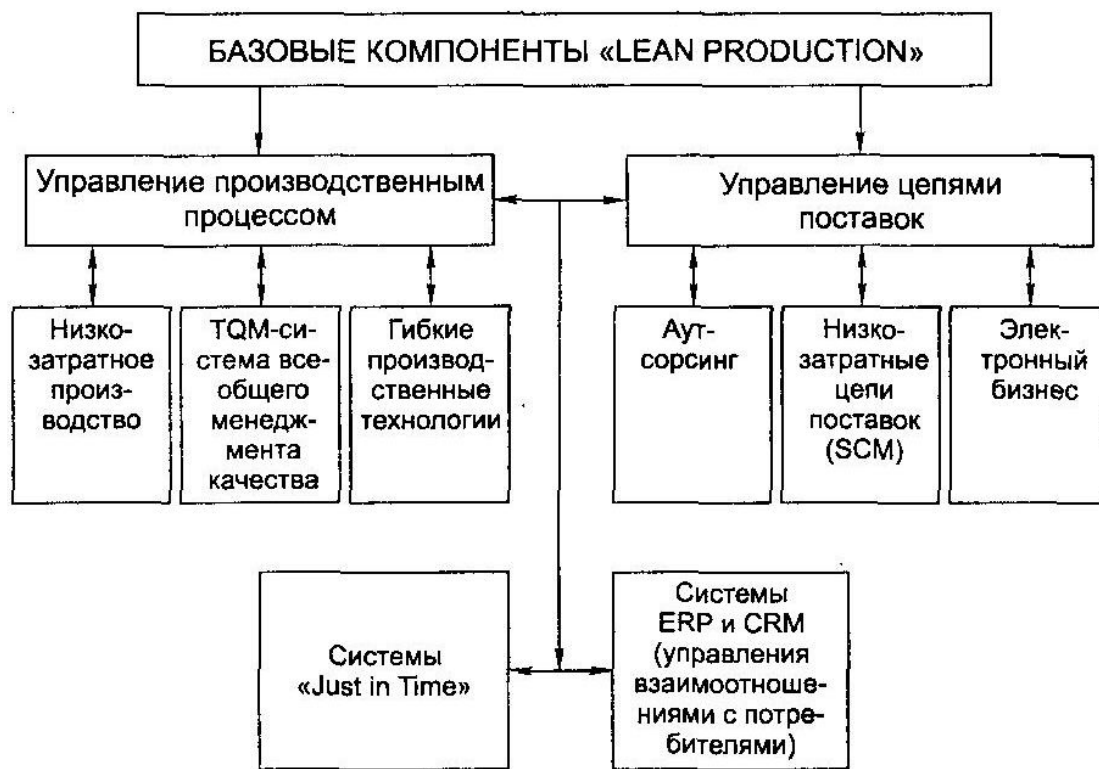 БАЗОВЫЕ КОМПОНЕНТЫ «LEAN PRODUCTION»
Управление производственным
процессом
Управление цепями
поставок
Низко-
затратное
произ-
водство
TQM-си-
стема все-
общего
менедж-
мента
качества
Гибкие
производ-
ственные
технологии
Аут-
сорсинг
Низко-
затратные
цепи
поставок
(SCM)
Элек-
тронный
бизнес
Системы
«Just in Time»
Системы
ERP и CRM
(управления
взаимоотноше-
ниями с потре-
бителями)